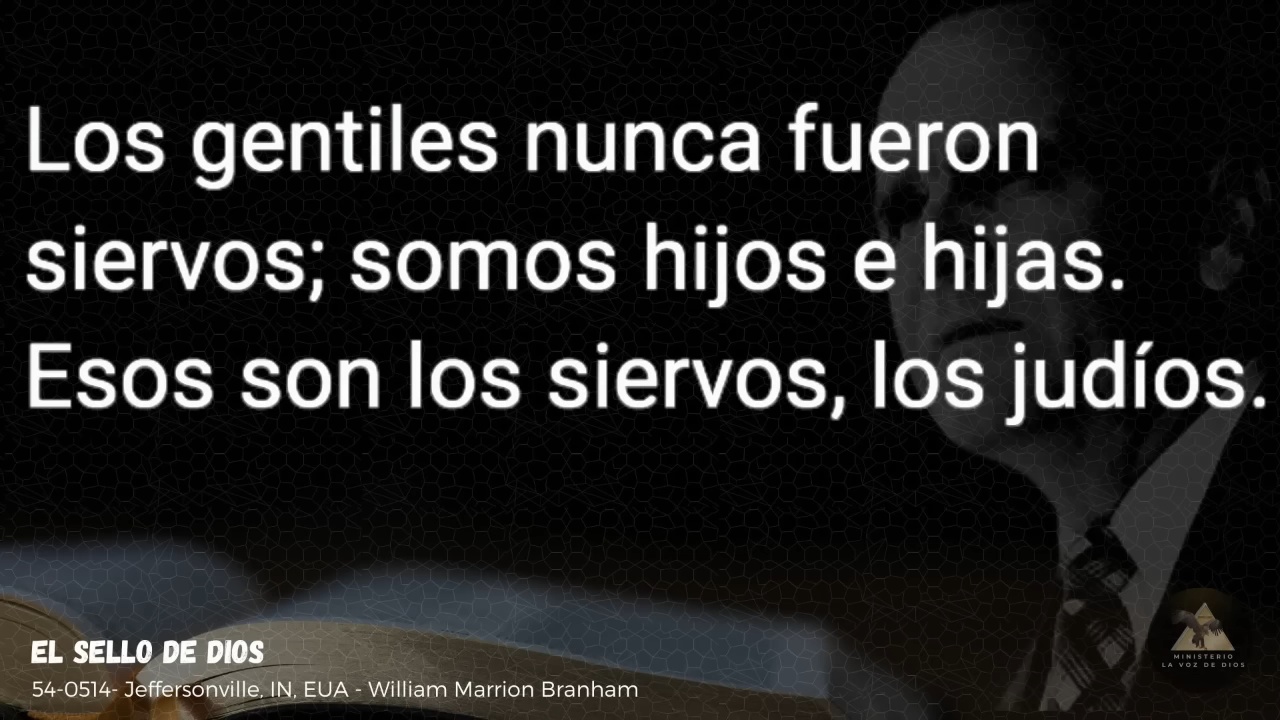 Los gentiles nunca fueron
siervos; somos hijos e hijas.
Esos son los siervos, los judíos.
EL SELLO DE DIOS
54-0514- Jeffersonville, IN, EUA - William Marrion Branham
MINISTERIO
LA VOZ DE DIOS